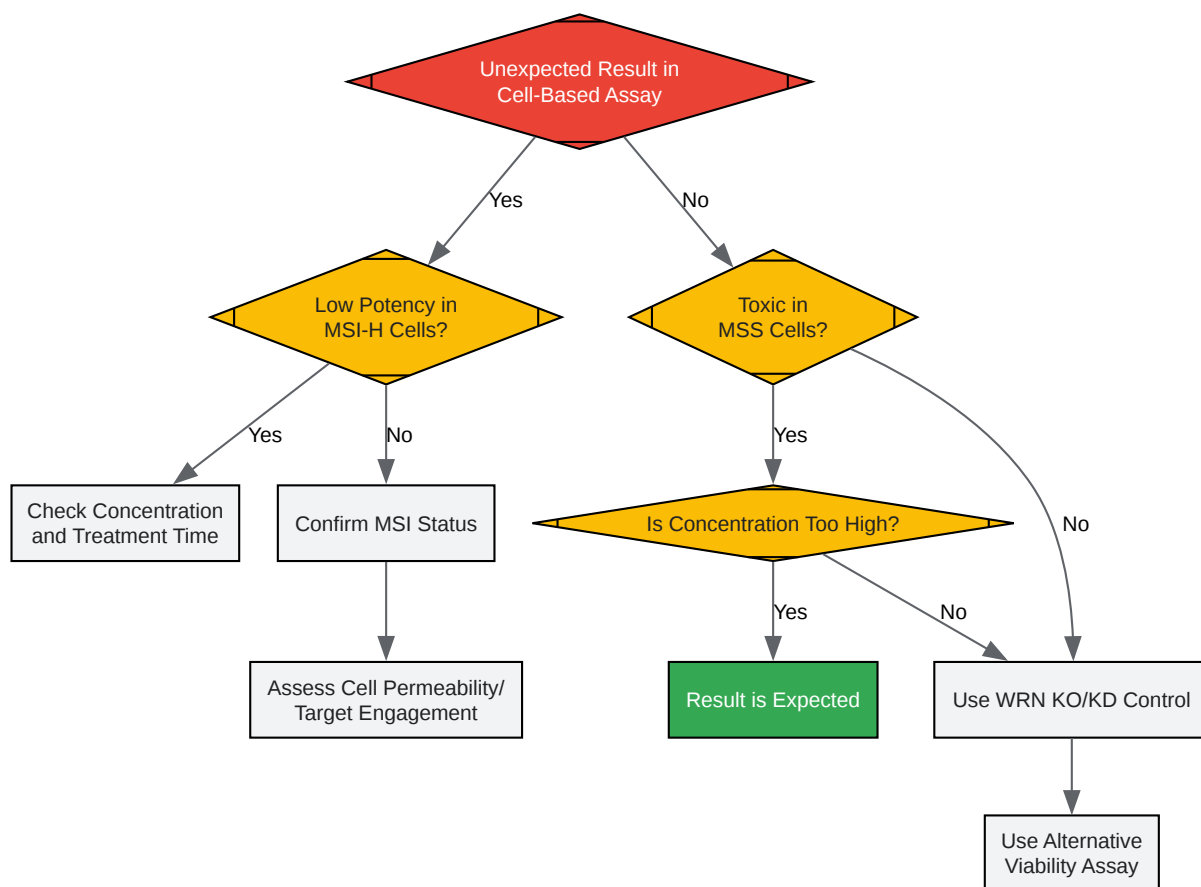 Unexpected Result in
Cell-Based Assay
Yes
No
Low Potency in
MSI-H Cells?
Toxic in
MSS Cells?
Yes
No
Yes
No
Check Concentration
and Treatment Time
Confirm MSI Status
Is Concentration Too High?
Yes
No
Assess Cell Permeability/
Target Engagement
Result is Expected
Use WRN KO/KD Control
Use Alternative
Viability Assay